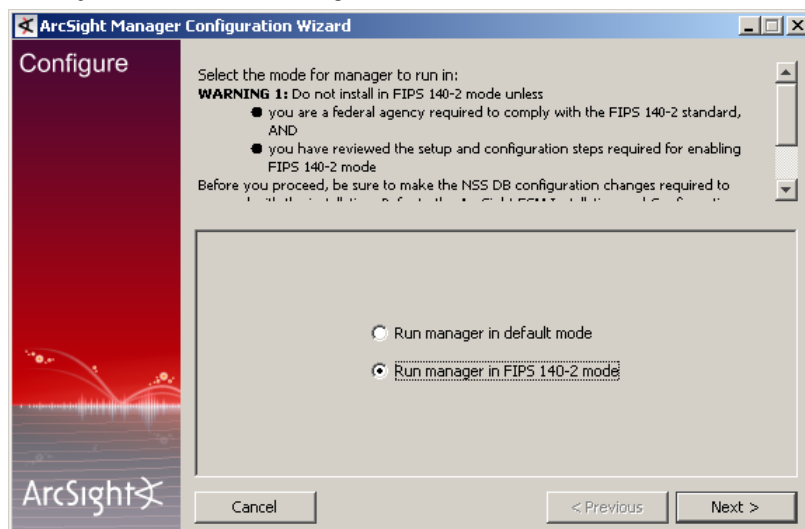 ArcSight Manager Configuration Wizard
Configure
Select the mode for manager to run in:
WARNING 1: Do not install in FIPS 140-2 mode unless
● you are a federal agency required to comply with the FIPS 140-2 standard,
AND
● you have reviewed the setup and configuration steps required for enabling
FIPS 140-2 mode
Before you proceed, be sure to make the NSS DB configuration changes required to
Run manager in default mode
Run manager in FIPS 140-2 mode
ArcSight
Cancel
< Previous
Next >